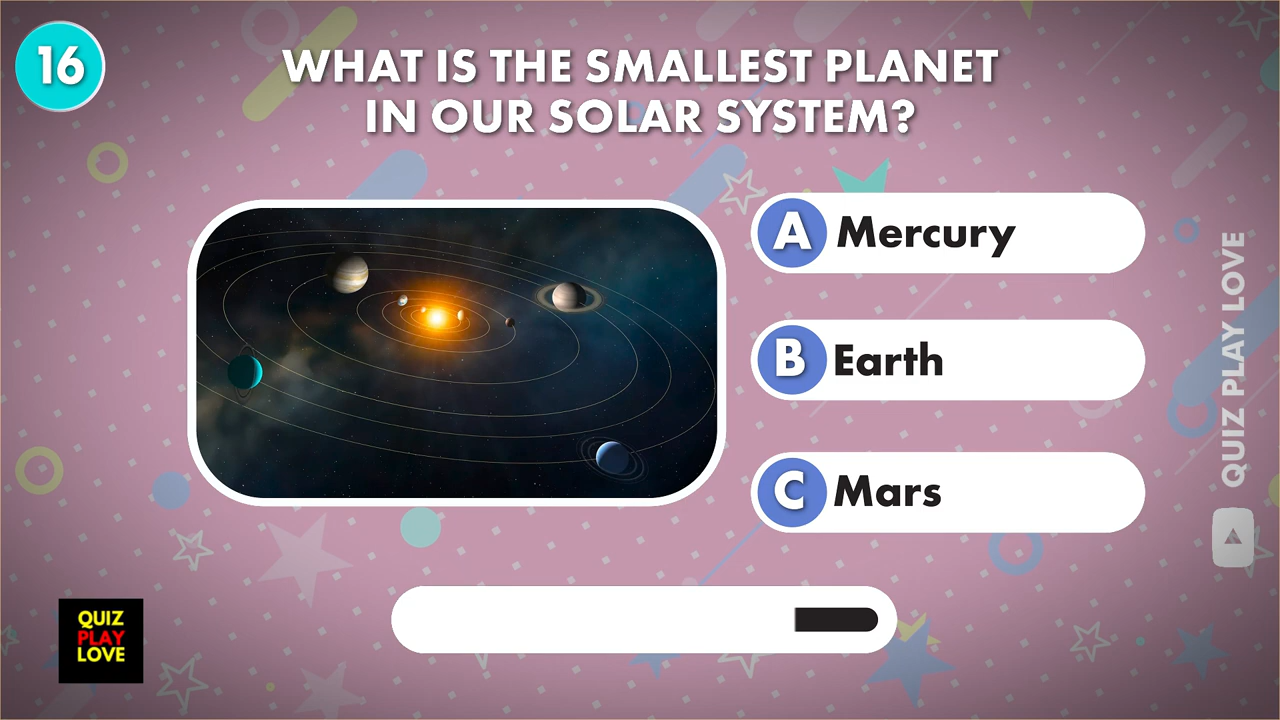 16
WHAT IS THE SMALLEST PLANET
IN OUR SOLAR SYSTEM?
A Mercury
B Earth
C Mars
QUIZ PLAY LOVE
QUIZ
PLAY
LOVE